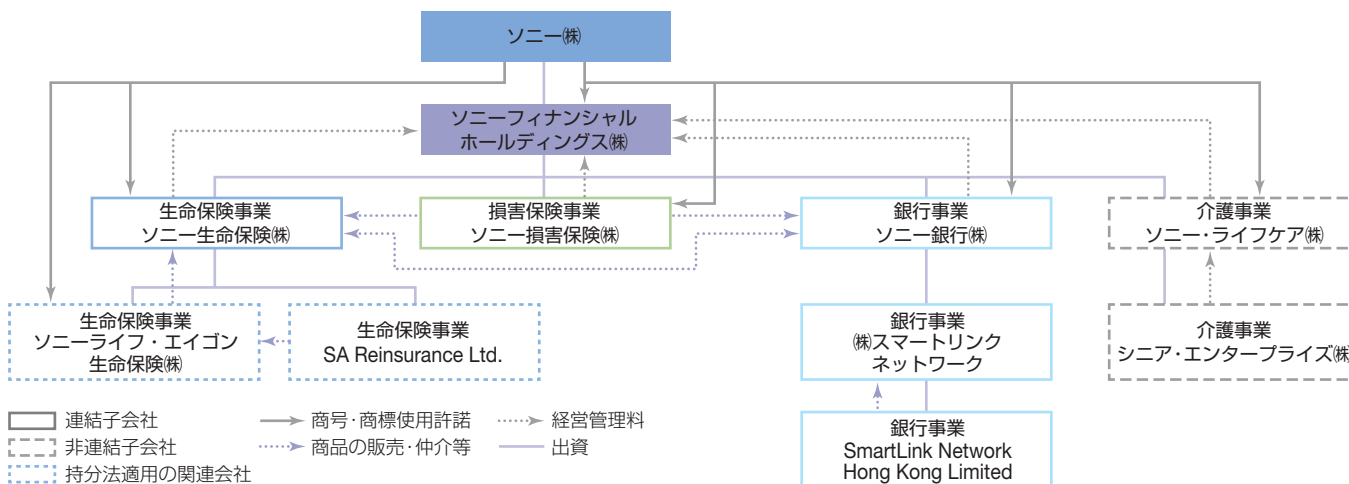 ソニー㈱
ソニーフィナンシャル
ホールディングス㈱
生命保険事業
ソニー生命保険㈱
損害保険事業
ソニー損害保険㈱
銀行事業
ソニー銀行㈱
介護事業
ソニー・ライフケア㈱
生命保険事業
ソニーライフ・エイゴン
生命保険㈱
生命保険事業
SA Reinsurance Ltd.
銀行事業
㈱スマートリンク
ネットワーク
介護事業
シニア・エンタープライズ㈱
銀行事業
SmartLink Network
Hong Kong Limited
連結子会社
非連結子会社
持分法適用の関連会社
商号・商標使用許諾
商品の販売・仲介等
経営管理料
出資